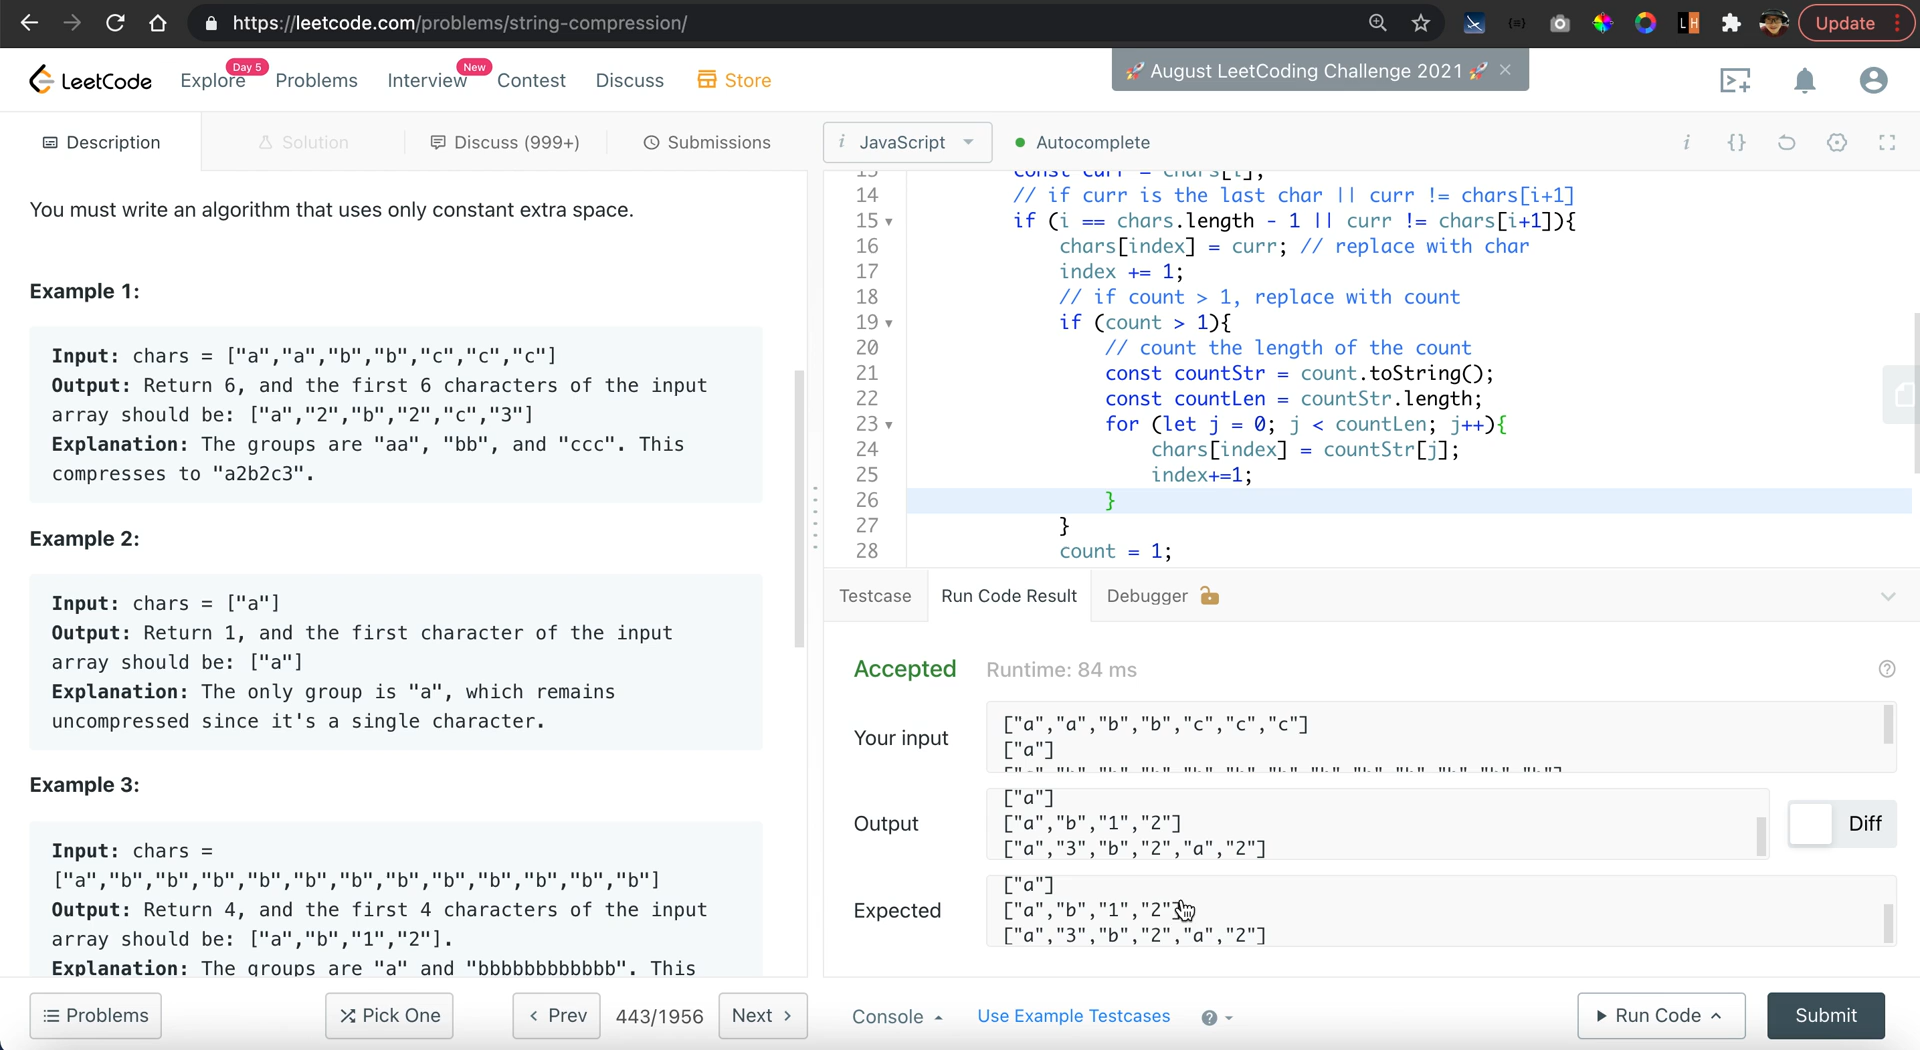 https://leetcode.com/problems/string-compression/
Update
LeetCode
Explore
Day 5
Problems
Interview
New
Contest
Discuss
Store
🚀 August LeetCoding Challenge 2021 🚀
Description
Solution
Discuss (999+)
Submissions
i JavaScript
Autocomplete
You must write an algorithm that uses only constant extra space.
Example 1:
Input: chars = ["a","a","b","b","c","c","c"]
Output: Return 6, and the first 6 characters of the input
array should be: ["a","2","b","2","c","3"]
Explanation: The groups are "aa", "bb", and "ccc". This
compresses to "a2b2c3".
Example 2:
Input: chars = ["a"]
Output: Return 1, and the first character of the input
array should be: ["a"]
Explanation: The only group is "a", which remains
uncompressed since it's a single character.
Example 3:
Input: chars =
["a","b","b","b","b","b","b","b","b","b","b","b","b"]
Output: Return 4, and the first 4 characters of the input
array should be: ["a","b","1","2"].
Explanation: The groups are "a" and "bbbbbbbbbbbb". This
13 const curr = chars[i];
14 // if curr is the last char || curr != chars[i+1]
15 if (i == chars.length - 1 || curr != chars[i+1]){
16 chars[index] = curr; // replace with char
17 index += 1;
18 // if count > 1, replace with count
19 if (count > 1){
20 // count the length of the count
21 const countStr = count.toString();
22 const countLen = countStr.length;
23 for (let j = 0; j < countLen; j++){
24 chars[index] = countStr[j];
25 index+=1;
26 }
27 }
28 count = 1;
Testcase
Run Code Result
Debugger
Accepted
Runtime: 84 ms
Your input
["a","a","b","b","c","c","c"]
["a"]
["a","b","b","b","b","b","b","b","b","b","b","b","b"]
Output
["a"]
["a","b","1","2"]
["a","3","b","2","a","2"]
Diff
Expected
["a"]
["a","b","1","2"]
["a","3","b","2","a","2"]
Problems
Pick One
Prev
443/1956
Next
Console
Use Example Testcases
Run Code
Submit